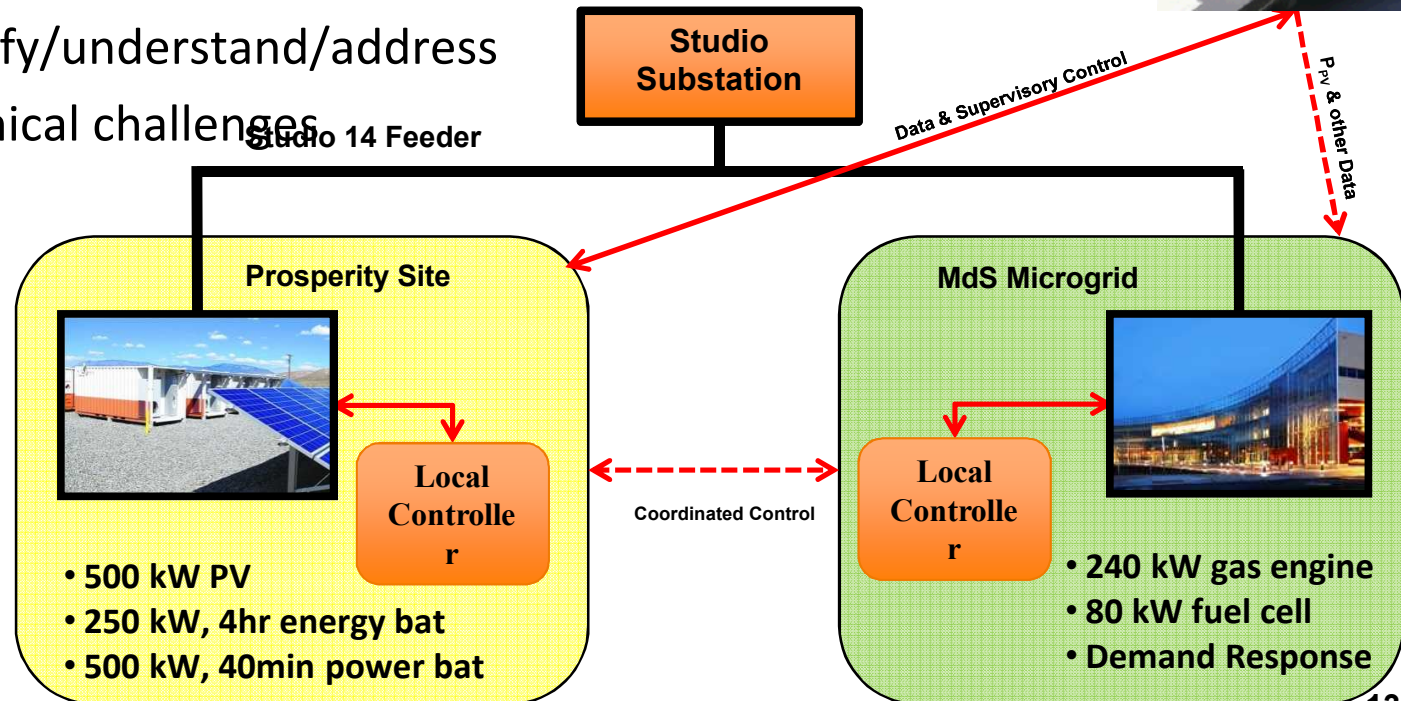 fy/understand/address
nical challenges
Studio 14 Feeder
Studio
Substation
Data & Supervisory Control
PPV & other Data
Prosperity Site
MdS Microgrid
Local
Controlle
r
Coordinated Control
Local
Controlle
r
• 500 kW PV
• 250 kW, 4hr energy bat
• 500 kW, 40min power bat
• 240 kW gas engine
• 80 kW fuel cell
• Demand Response